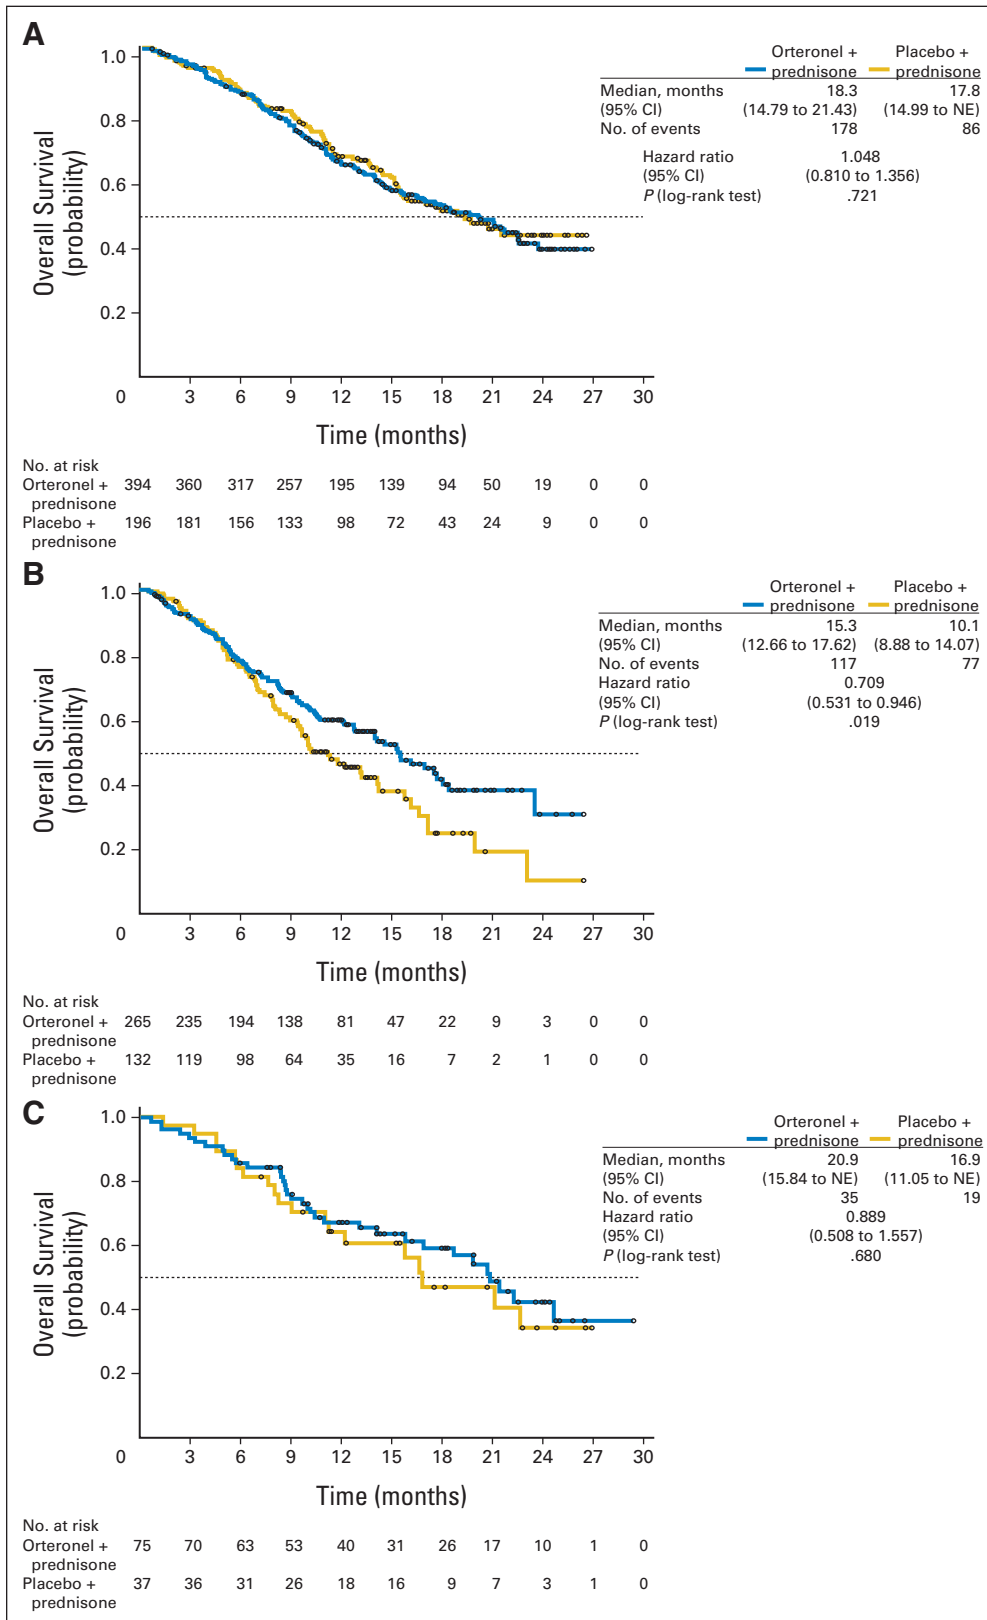 A
Orteronel + Placebo +
prednisone prednisone
Median, months 18.3 17.8
(95% CI) (14.79 to 21.43) (14.99 to NE)
No. of events 178 86
Hazard ratio 1.048
(95% CI) (0.810 to 1.356)
P (log-rank test) .721
Overall Survival
(probability)
1.0
0.8
0.6
0.4
0.2
0 3 6 9 12 15 18 21 24 27 30
Time (months)
No. at risk
Orteronel + 394 360 317 257 195 139 94 50 19 0 0
prednisone
Placebo + 196 181 156 133 98 72 43 24 9 0 0
prednisone
B
Orteronel + Placebo +
prednisone prednisone
Median, months 15.3 10.1
(95% CI) (12.66 to 17.62) (8.88 to 14.07)
No. of events 117 77
Hazard ratio 0.709
(95% CI) (0.531 to 0.946)
P (log-rank test) .019
Overall Survival
(probability)
1.0
0.8
0.6
0.4
0.2
0 3 6 9 12 15 18 21 24 27 30
Time (months)
No. at risk
Orteronel + 265 235 194 138 81 47 22 9 3 0 0
prednisone
Placebo + 132 119 98 64 35 16 7 2 1 0 0
prednisone
C
Orteronel + Placebo +
prednisone prednisone
Median, months 20.9 16.9
(95% CI) (15.84 to NE) (11.05 to NE)
No. of events 35 19
Hazard ratio 0.889
(95% CI) (0.508 to 1.557)
P (log-rank test) .680
Overall Survival
(probability)
1.0
0.8
0.6
0.4
0.2
0 3 6 9 12 15 18 21 24 27 30
Time (months)
No. at risk
Orteronel + 75 70 63 53 40 31 26 17 10 1 0
prednisone
Placebo + 37 36 31 26 18 16 9 7 3 1 0
prednisone